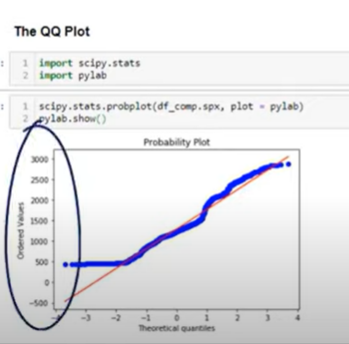 The QQ Plot
1 import scipy.stats
2 import pylab
1 scipy.stats.probplot(df_comp.spx, plot = pylab)
2 pylab.show()
Probability Plot
3000
2500
2000
1500
1000
500
0
−500
Ordered Values
−4 −3 −2 −1 0 1 2 3 4
Theoretical quantiles